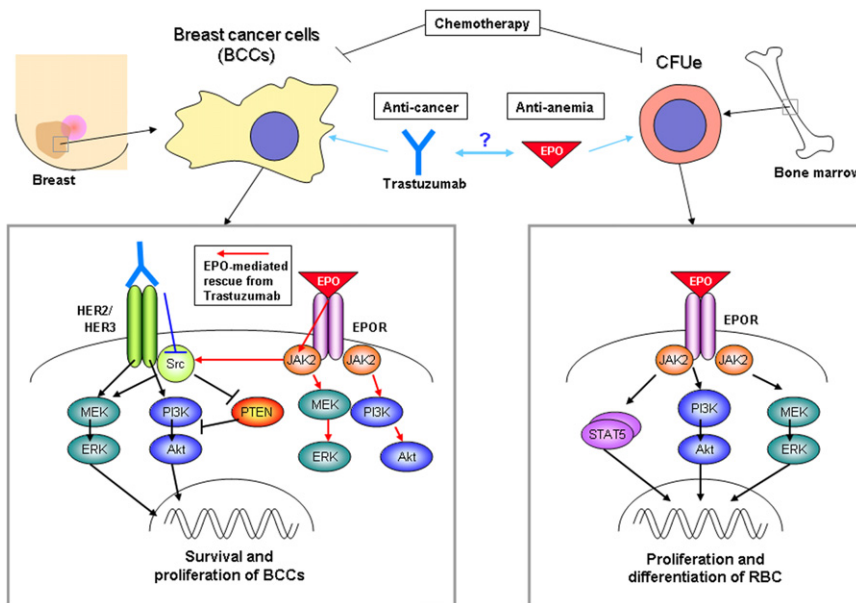 Chemotherapy
Breast cancer cells
(BCCs)
CFUe
Anti-cancer
Anti-anemia
?
EPO
Trastuzumab
Breast
Bone marrow
EPO-mediated
rescue from
Trastuzumab
HER2/
HER3
EPO
EPOR
Src
JAK2
JAK2
MEK
PI3K
PTEN
MEK
PI3K
ERK
Akt
ERK
Akt
Survival and
proliferation of BCCs
EPO
EPOR
JAK2
JAK2
STAT5
PI3K
MEK
Akt
ERK
Proliferation and
differentiation of RBC